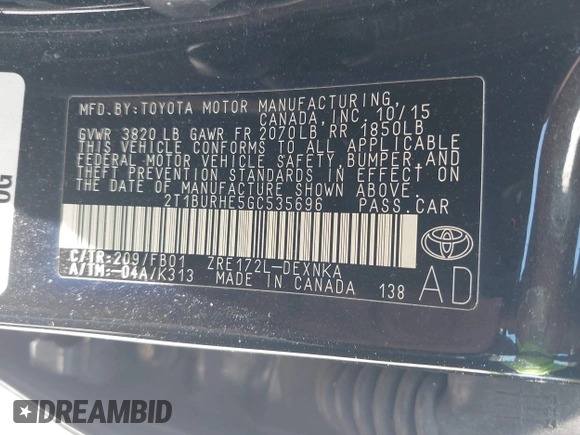 MFD.BY:TOYOTA MOTOR MANUFACTURING,
CANADA, INC. 10/15
GVWR 3820 LB GAWR FR 2070LB RR 1850LB
THIS VEHICLE CONFORMS TO ALL APPLICABLE
FEDERAL MOTOR VEHICLE SAFETY,BUMPER,AND
THEFT PREVENTION STANDARDS IN EFFECT ON
THE DATE OF MANUFACTURE SHOWN ABOVE.
2T1BURHE5GC535696 PASS.CAR
C/TR:209/FB01 ZRE172L-DEXNKA
A/TM:-04A/K313 MADE IN CANADA 138 AD
OG
DREAMBID